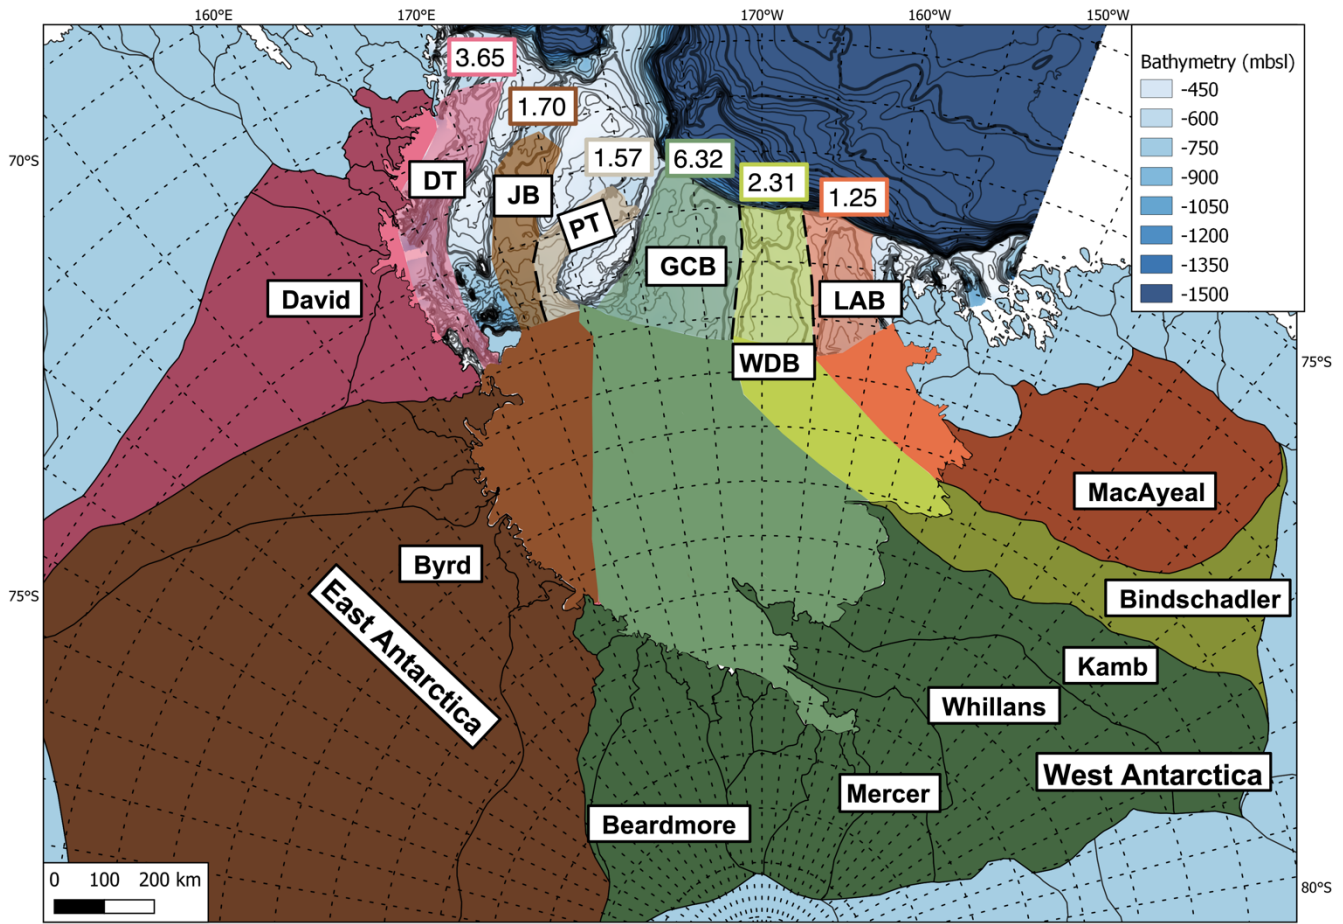 160°E
170°E
170°W
160°W
150°W
Bathymetry (mbsl)
-450
-600
-750
-900
-1050
-1200
-1350
-1500
3.65
1.70
1.57
6.32
2.31
1.25
70°S
DT
JB
PT
GCB
LAB
WDB
David
75°S
MacAyeal
Byrd
East Antarctica
75°S
Bindschadler
Kamb
Whillans
West Antarctica
Mercer
Beardmore
0 100 200 km
80°S